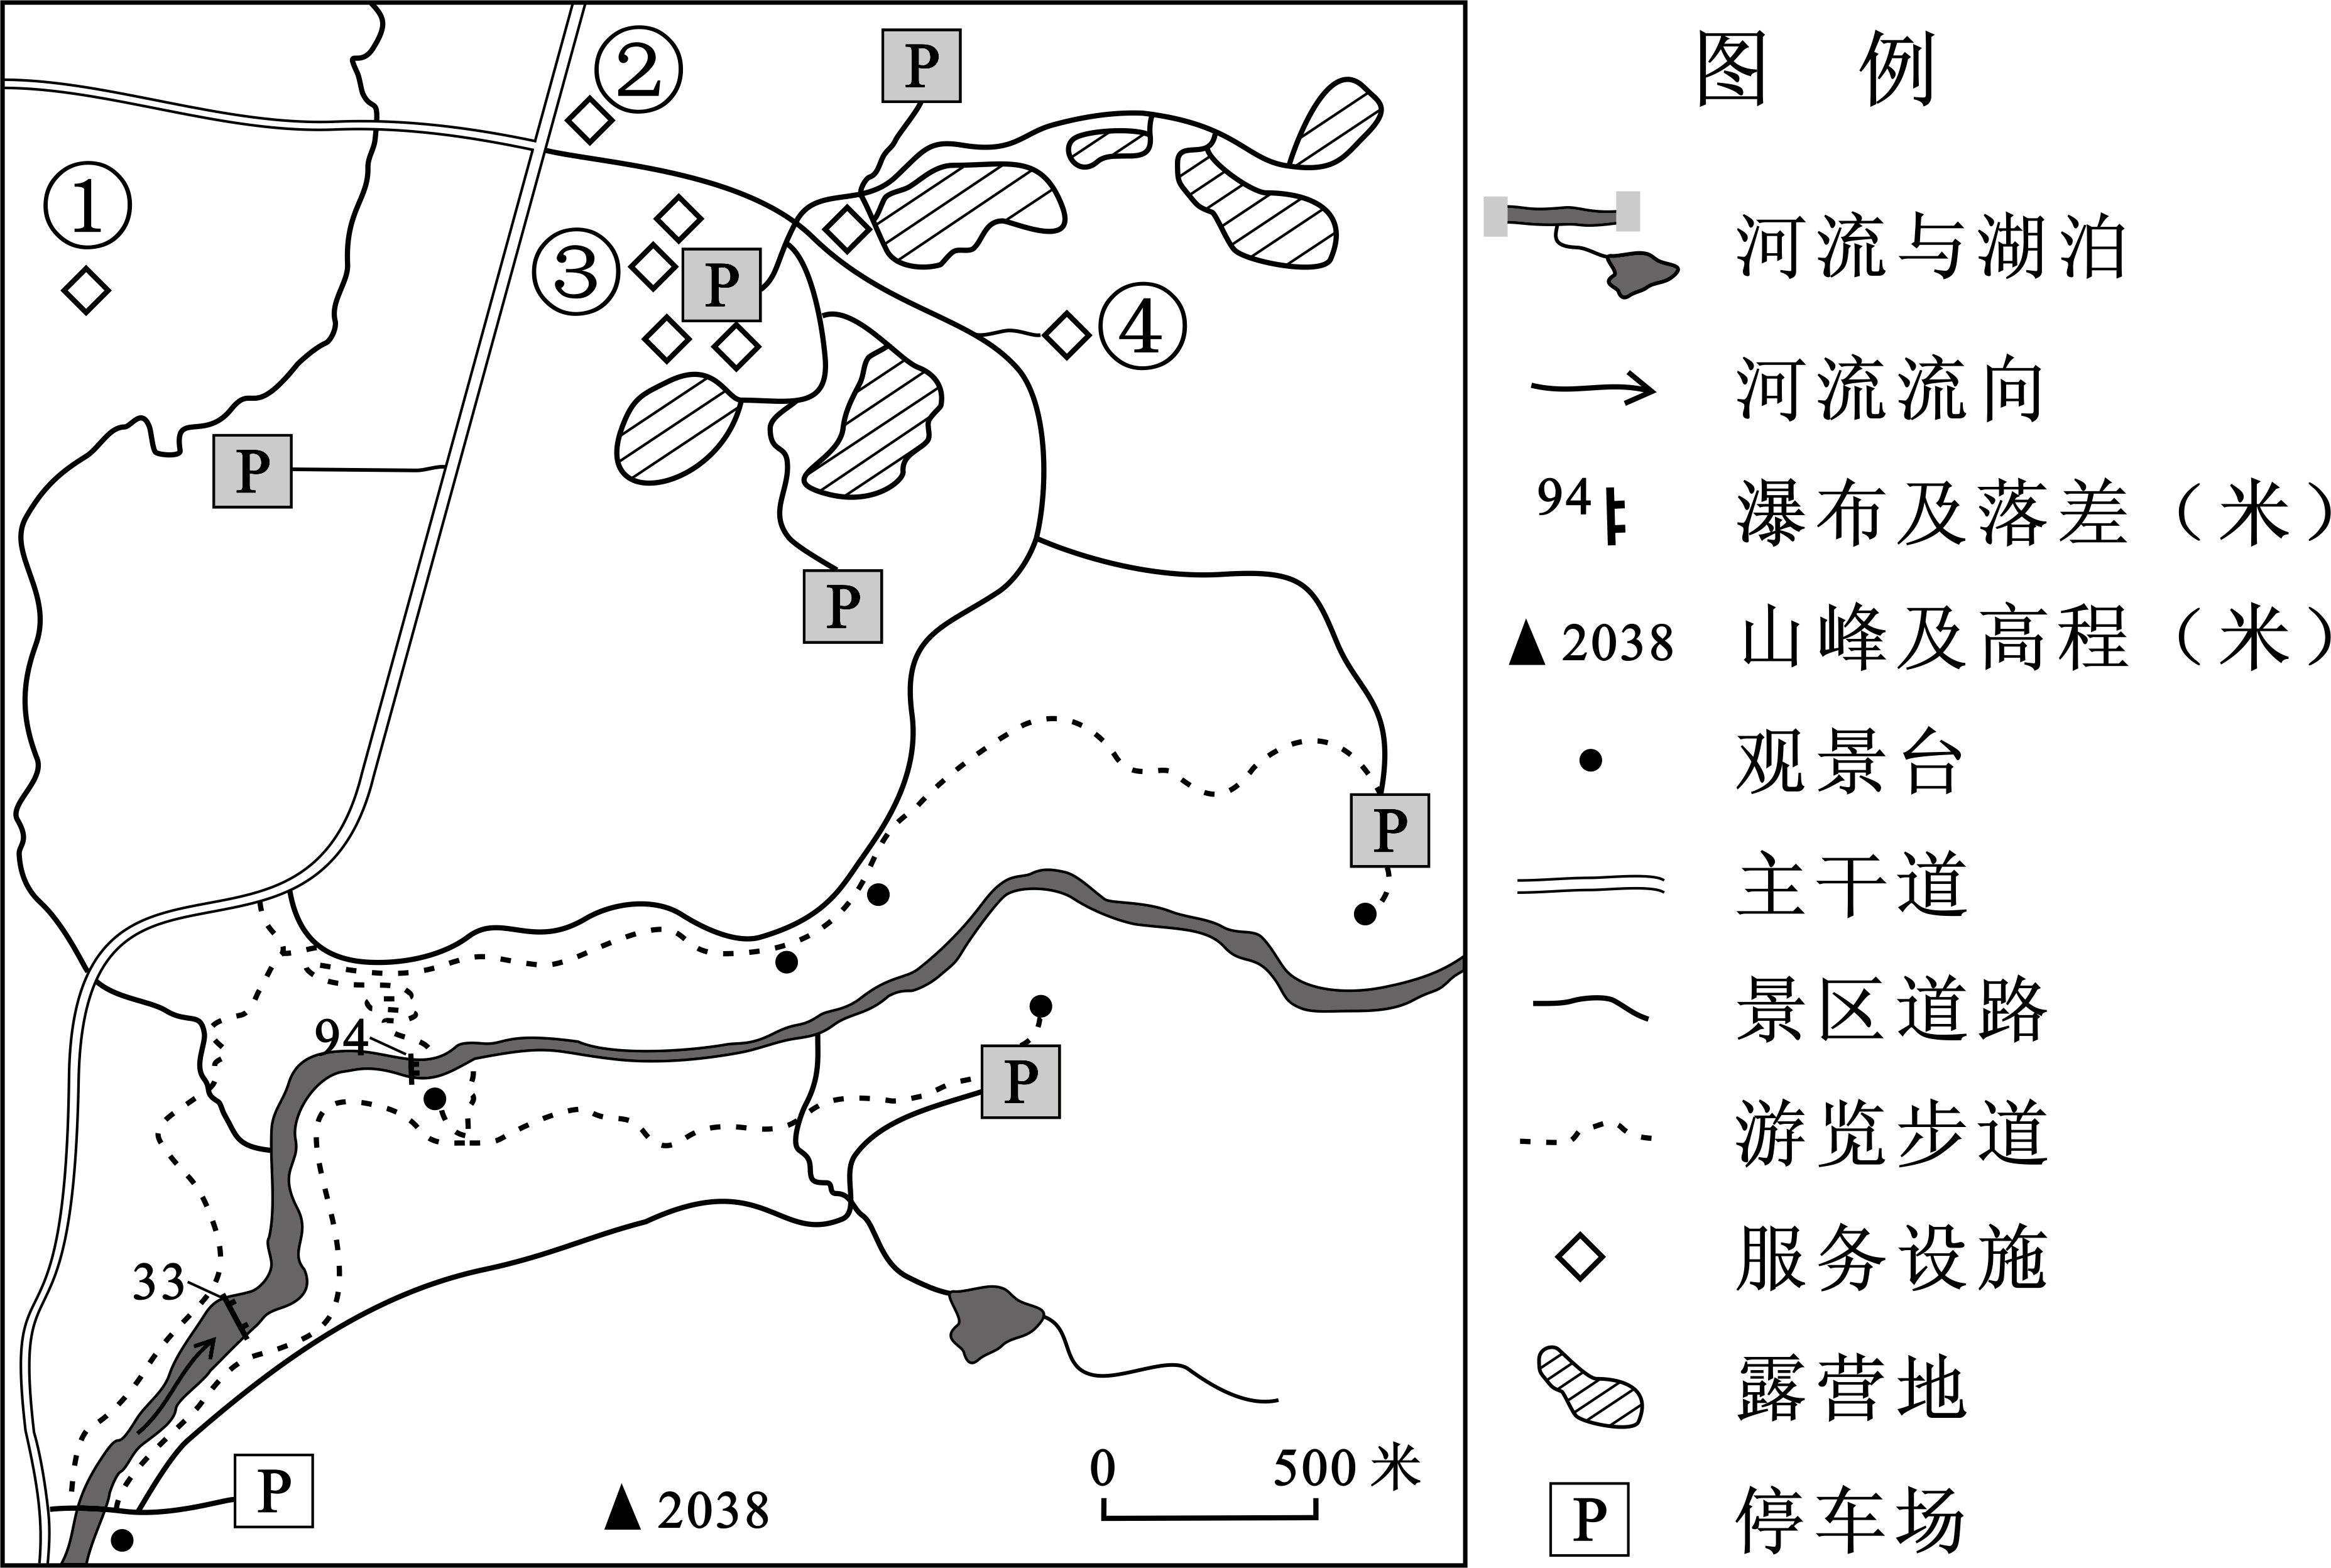 ②
P
①
③
P
④
P
P
P
94
P
33
P
▲2038
0 500 米
图 例
河流与湖泊
河流流向
94 瀑布及落差（米）
▲2038 山峰及高程（米）
观景台
主干道
景区道路
游览步道
服务设施
露营地
P 停车场